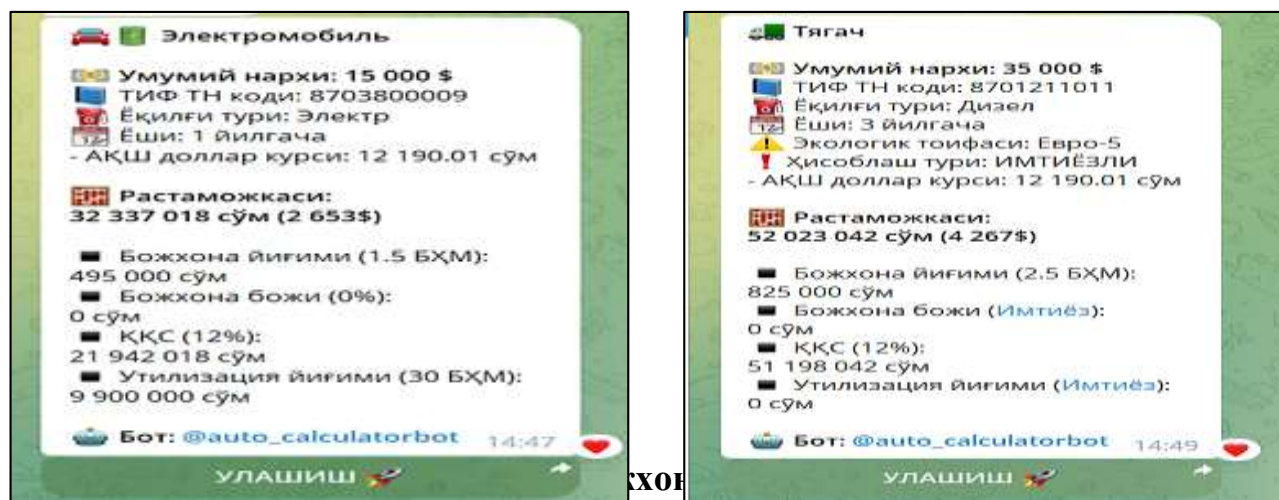 Электромобиль
Умумий нархи: 15 000 $
ТИФ ТН коди: 8703800009
Ёқилғи тури: Электр
Ёши: 1 йилгача
- АҚШ доллар курси: 12 190.01 сўм
Растаможкаси:
32 337 018 сўм (2 653$)
Божхона йиғими (1.5 БҲМ):
495 000 сўм
Божхона божи (0%):
0 сўм
ҚҚС (12%):
21 942 018 сўм
Утилизация йиғими (30 БҲМ):
9 900 000 сўм
Бот: @auto_calculatorbot 14:47
УЛАШИШ
Тягач
Умумий нархи: 35 000 $
ТИФ ТН коди: 8701211011
Ёқилғи тури: Дизел
Ёши: 3 йилгача
Экологик тоифаси: Евро-5
Ҳисоблаш тури: ИМТИЁЗЛИ
- АҚШ доллар курси: 12 190.01 сўм
Растаможкаси:
52 023 042 сўм (4 267$)
Божхона йиғими (2.5 БҲМ):
825 000 сўм
Божхона божи (Имтиёз):
0 сўм
ҚҚС (12%):
51 198 042 сўм
Утилизация йиғими (Имтиёз):
0 сўм
Бот: @auto_calculatorbot 14:49
УЛАШИШ